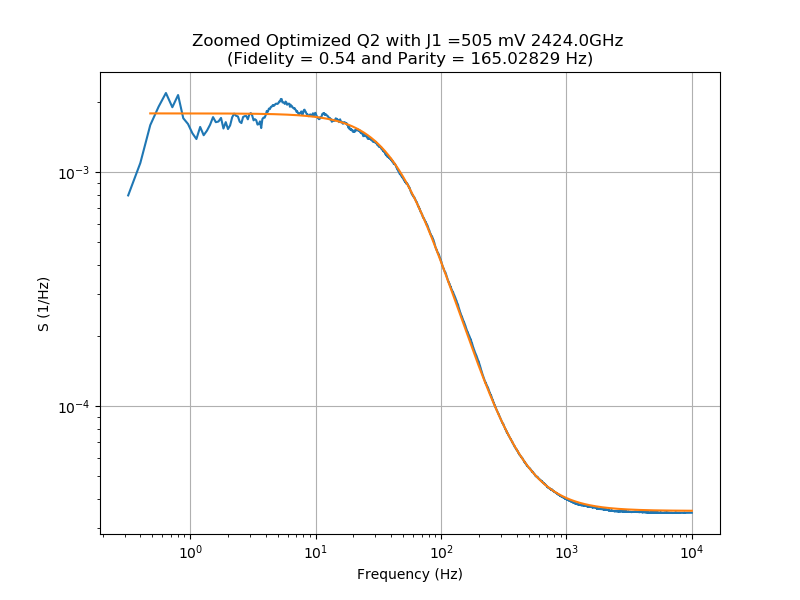 Zoomed Optimized Q2 with J1 =505 mV 2424.0GHz
(Fidelity = 0.54 and Parity = 165.02829 Hz)
S (1/Hz)
10⁻³
10⁻⁴
10⁰ 10¹ 10² 10³ 10⁴
Frequency (Hz)